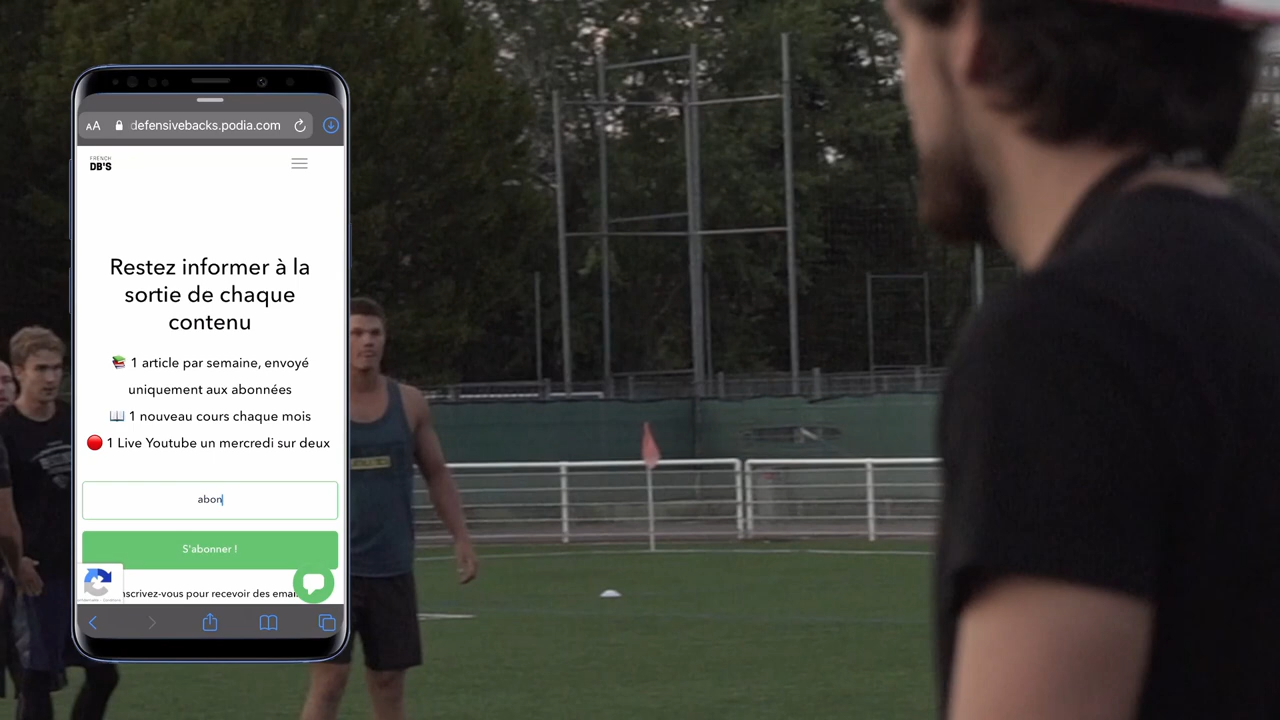 AA defensivebacks.podia.com
FRENCH
DB'S
Restez informer à la
sortie de chaque
contenu
1 article par semaine, envoyé
uniquement aux abonnées
1 nouveau cours chaque mois
1 Live Youtube un mercredi sur deux
abon
S'abonner !
nscrivez-vous pour recevoir des email